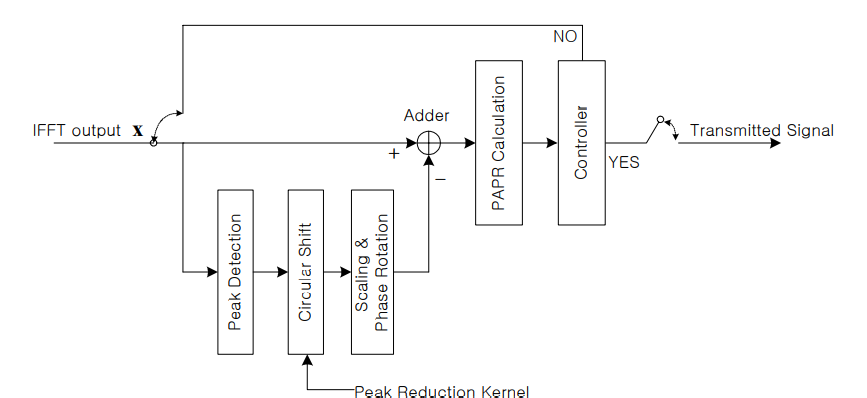 NO
Adder
IFFT output x
Transmitted Signal
+
−
YES
PAPR Calculation
Controller
Peak Detection
Circular Shift
Scaling &
Phase Rotation
Peak Reduction Kernel